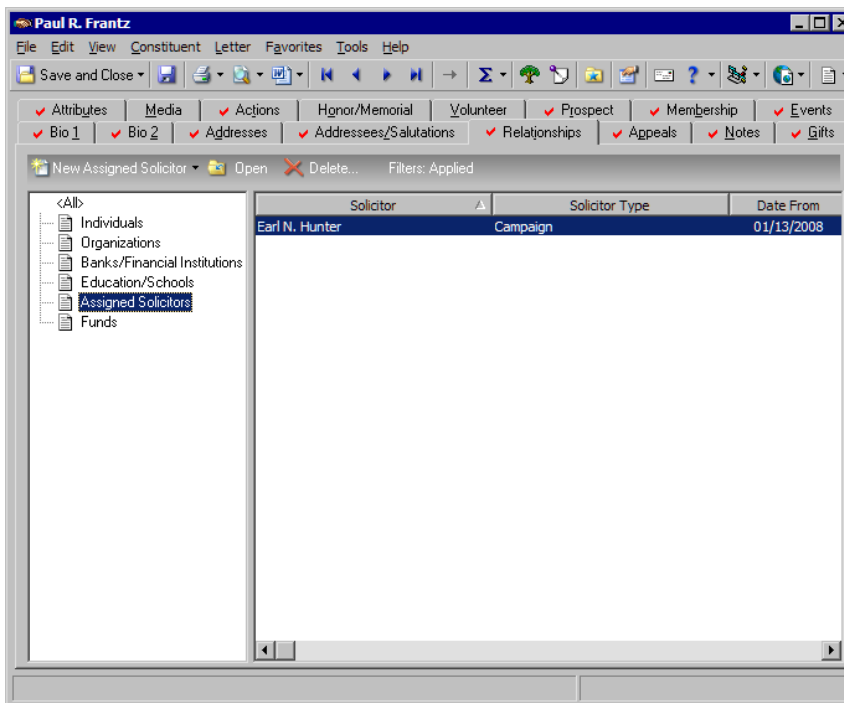 Paul R. Frantz
File Edit View Constituent Letter Favorites Tools Help
Save and Close
Attributes Media Actions Honor/Memorial Volunteer Prospect Membership Events
Bio 1 Bio 2 Addresses Addressees/Salutations Relationships Appeals Notes Gifts
New Assigned Solicitor Open Delete... Filters: Applied
<All> Solicitor Solicitor Type Date From
Individuals Earl N. Hunter Campaign 01/13/2008
Organizations
Banks/Financial Institutions
Education/Schools
Assigned Solicitors
Funds